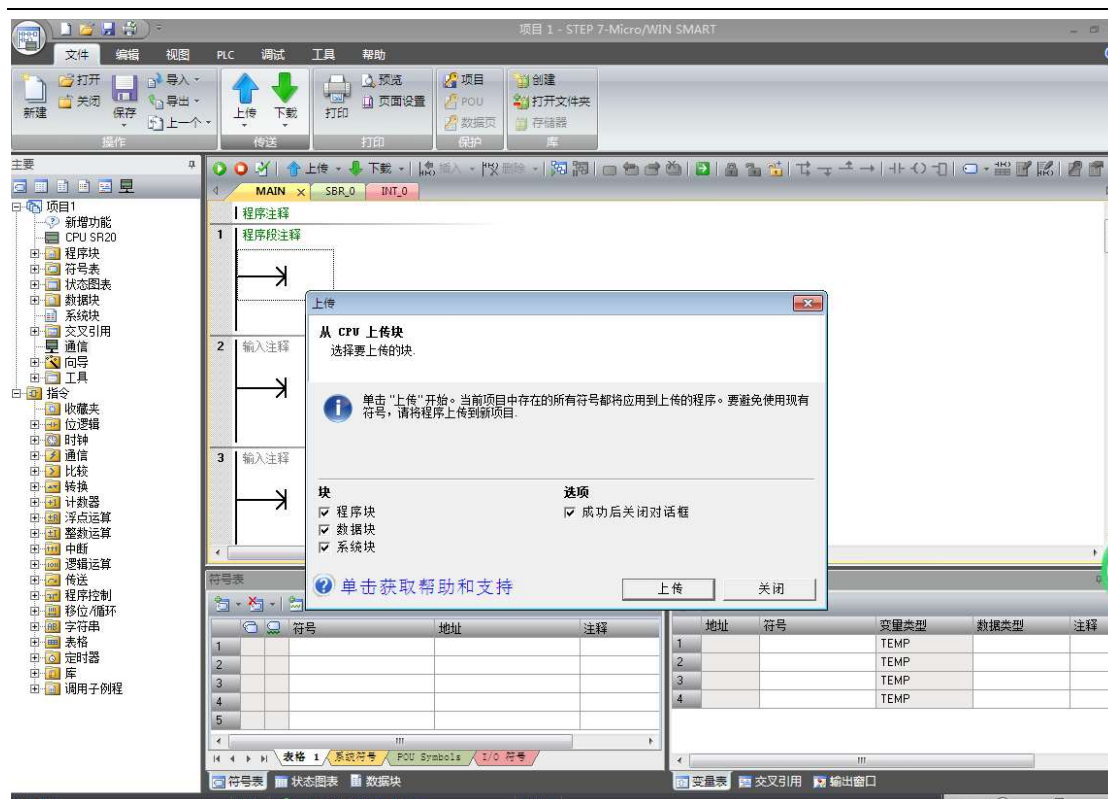 项目 1 - STEP 7-Micro/WIN SMART
文件 编辑 视图 PLC 调试 工具 帮助
新建 打开 关闭 保存 导入 导出 上一个 上传 下载 打印 预览 页面设置 项目 POU 数据页 创建 打开文件夹 存储器
操作 传送 打印 保护 库
主要
上传 下载 插入 删除
MAIN SBR_0 INT_0
项目1
新增功能
CPU SR20
程序块
符号表
状态图表
数据块
系统块
交叉引用
通信
向导
工具
指令
收藏夹
位逻辑
时钟
通信
比较
转换
计数器
浮点运算
整数运算
中断
逻辑运算
传送
程序控制
移位/循环
字符串
表格
定时器
库
调用子例程
程序注释
1 程序段注释
2 输入注释
3 输入注释
上传
从 CPU 上传块
选择要上传的块.
单击 "上传"开始。当前项目中存在的所有符号都将应用到上传的程序。要避免使用现有
符号，请将程序上传到新项目.
块
程序块
数据块
系统块
选项
成功后关闭对话框
单击获取帮助和支持
上传 关闭
符号表
符号 地址 注释
1
2
3
4
5
表格 1 系统符号 POU Symbols I/O 符号
符号表 状态图表 数据块
地址 符号 变量类型 数据类型 注释
1 TEMP
2 TEMP
3 TEMP
4 TEMP
变量表 交叉引用 输出窗口